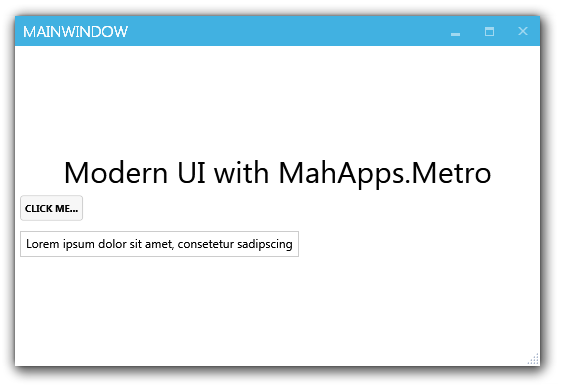 MAINWINDOW
Modern UI with MahApps.Metro
CLICK ME...
Lorem ipsum dolor sit amet, consetetur sadipscing